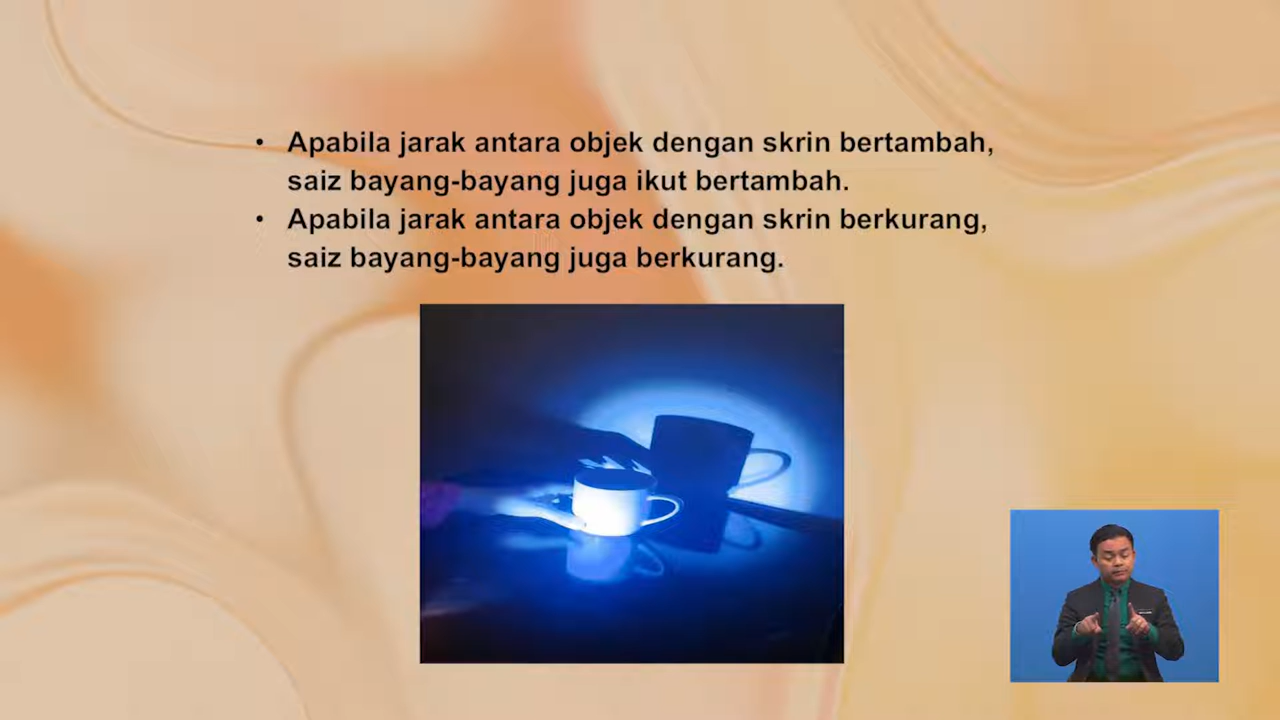 • Apabila jarak antara objek dengan skrin bertambah,
saiz bayang-bayang juga ikut bertambah.
• Apabila jarak antara objek dengan skrin berkurang,
saiz bayang-bayang juga berkurang.